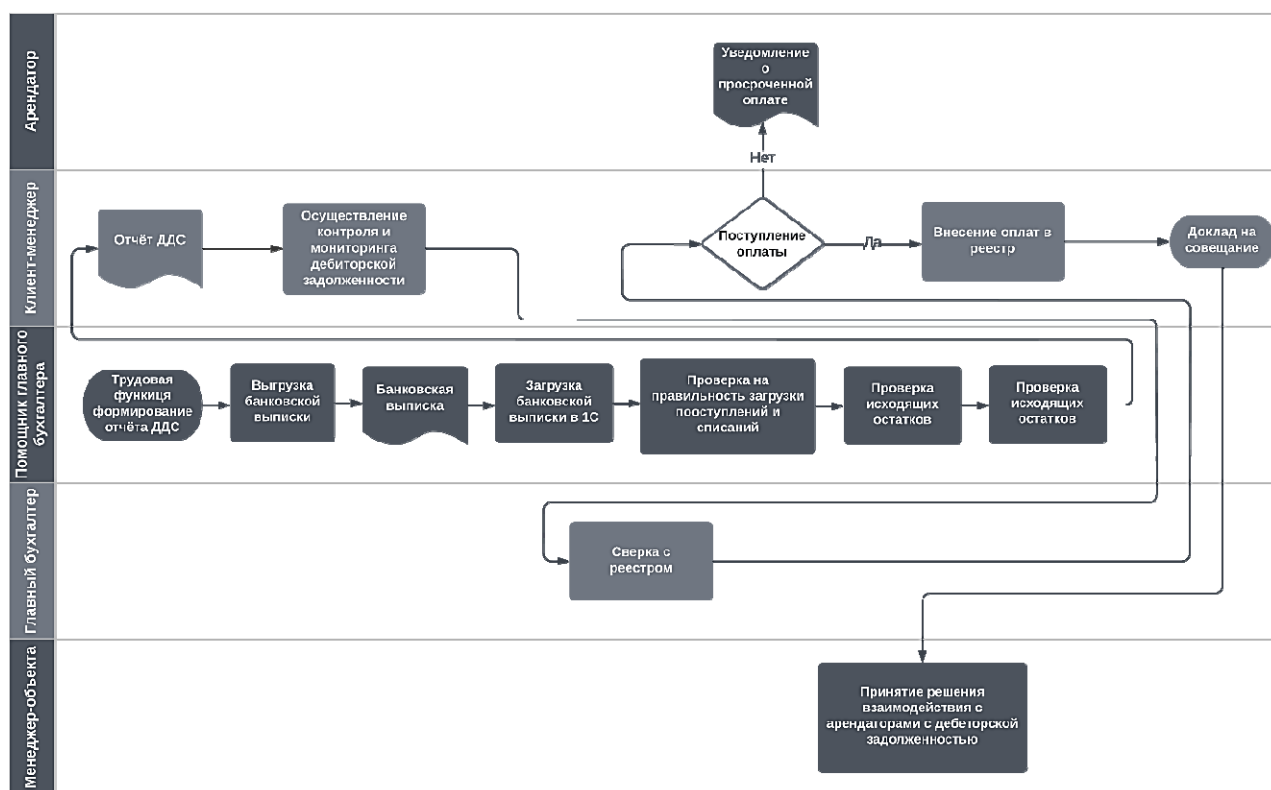 Арендатор
Уведомление
о
просроченной
оплате
Нет
Клиент-менеджер
Отчёт ДДС
Осуществление
контроля и
мониторинга
дебиторской
задолженности
Поступление
оплаты
Да
Внесение оплат в
реестр
Доклад на
совещание
Помощник главного
бухгалтера
Трудовая
функиця
формирование
отчёта ДДС
Выгрузка
банковской
выписки
Банковская
выписка
Загрузка
банковской
выписки в 1С
Проверка на
правильность загрузки
пооступлений и
списаний
Проверка
исходящих
остатков
Проверка
исходящих
остатков
Главный бухгалтер
Сверка с
реестром
Менеджер-объекта
Принятие решения
взаимодействия с
арендаторами с дебеторской
задолженностью